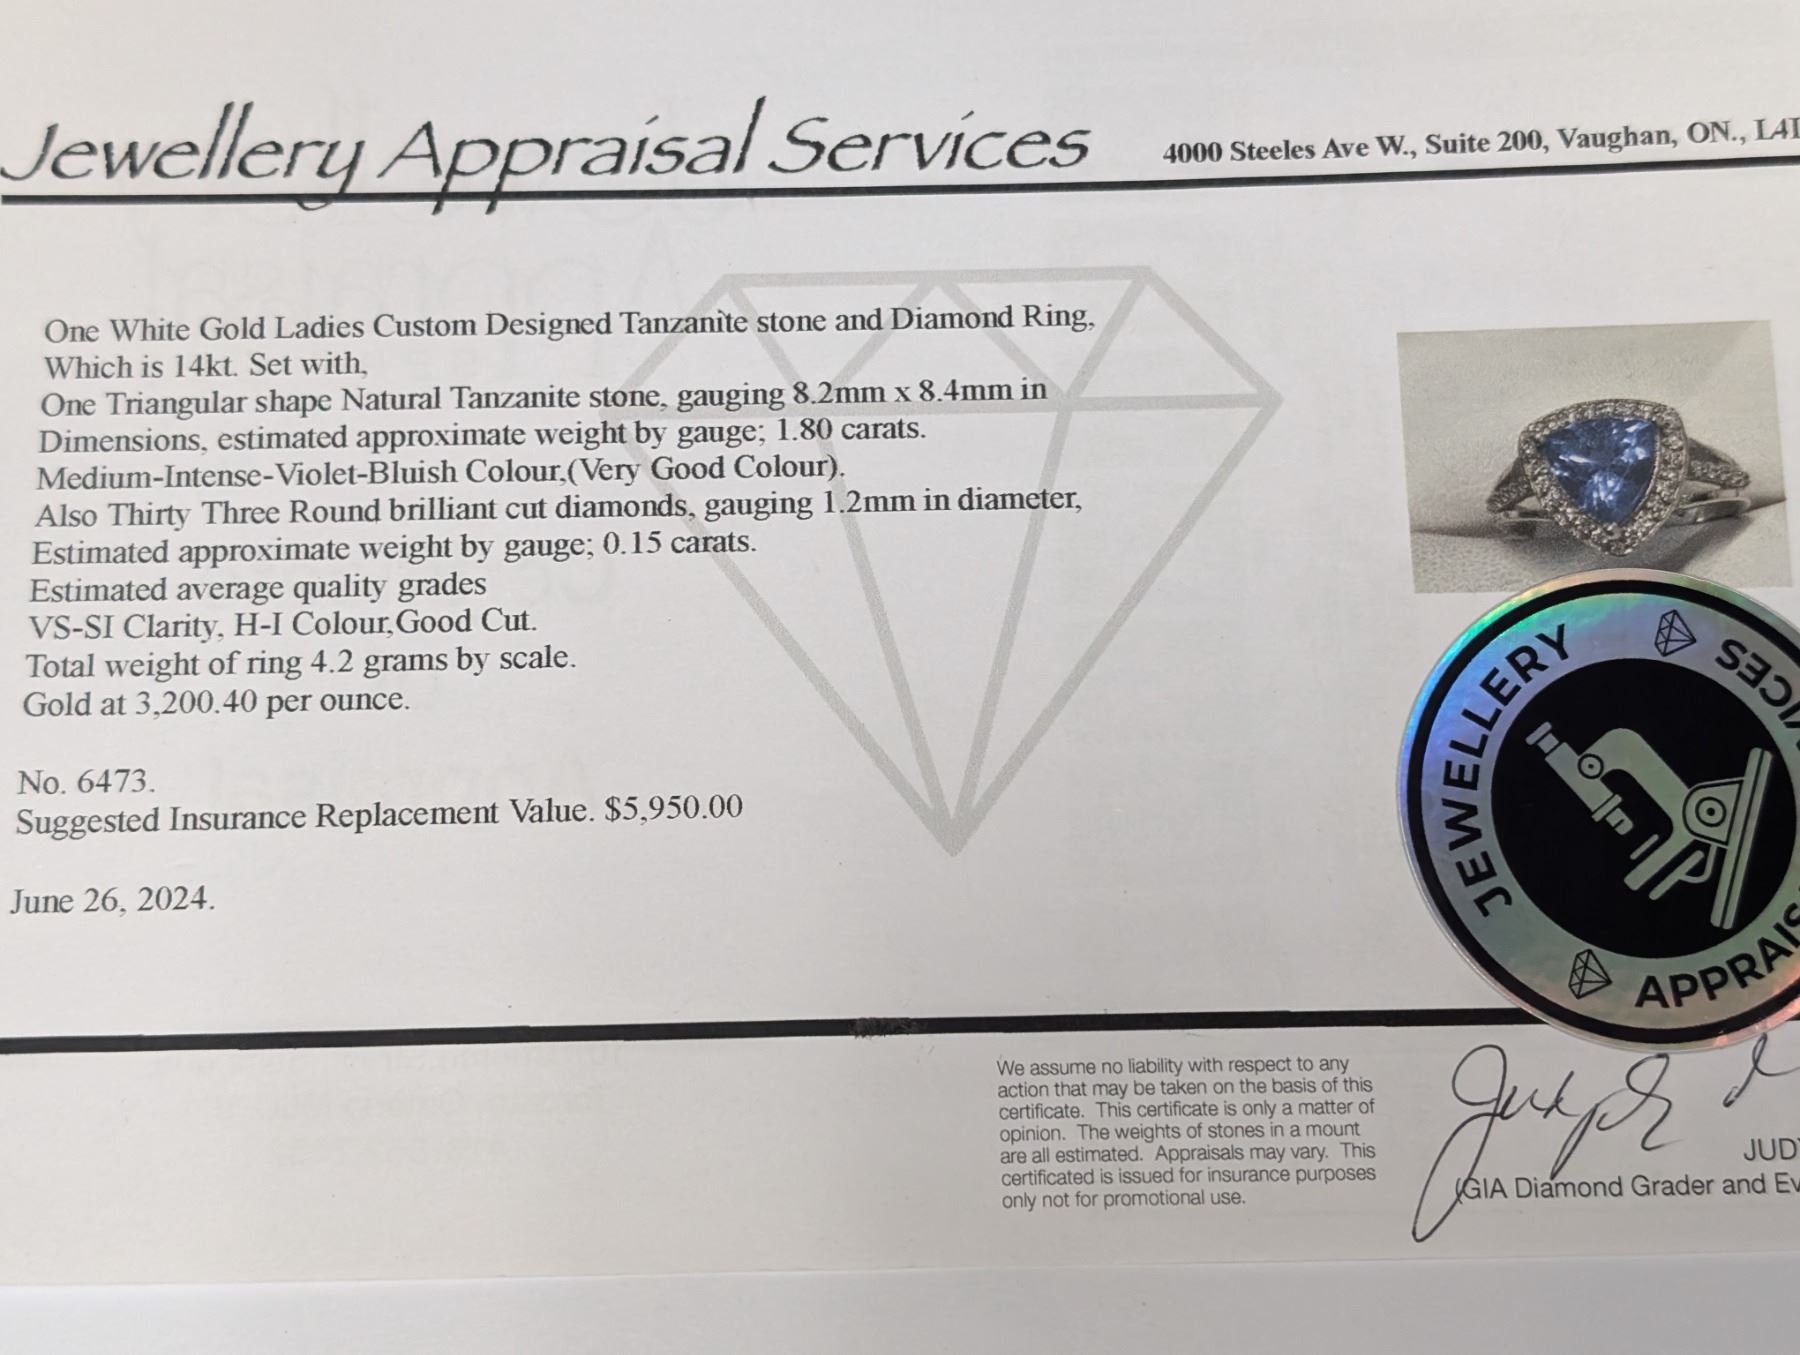 Jewellery Appraisal Services
4000 Steeles Ave W., Suite 200, Vaughan, ON.,
One White Gold Ladies Custom Designed Tanzanite stone and Diamond Ring,
Which is 14kt. Set with,
One Triangular shape Natural Tanzanite stone, gauging 8.2mm x 8.4mm in
Dimensions, estimated approximate weight by gauge; 1.80 carats.
Medium-Intense-Violet-Bluish Colour,(Very Good Colour).
Also Thirty Three Round brilliant cut diamonds, gauging 1.2mm in diameter,
Estimated approximate weight by gauge; 0.15 carats.
Estimated average quality grades
VS-SI Clarity, H-I Colour,Good Cut.
Total weight of ring 4.2 grams by scale.
Gold at 3,200.40 per ounce.
No. 6473.
Suggested Insurance Replacement Value. $5,950.00
June 26, 2024.
JEWELLERY
We assume no liability with respect to any
action that may be taken on the basis of this
certificate. This certificate is only a matter of
opinion. The weights of stones in a mount
are all estimated. Appraisals may vary. This
certificated is issued for insurance purposes
only not for promotional use.
GIA Diamond Grader and